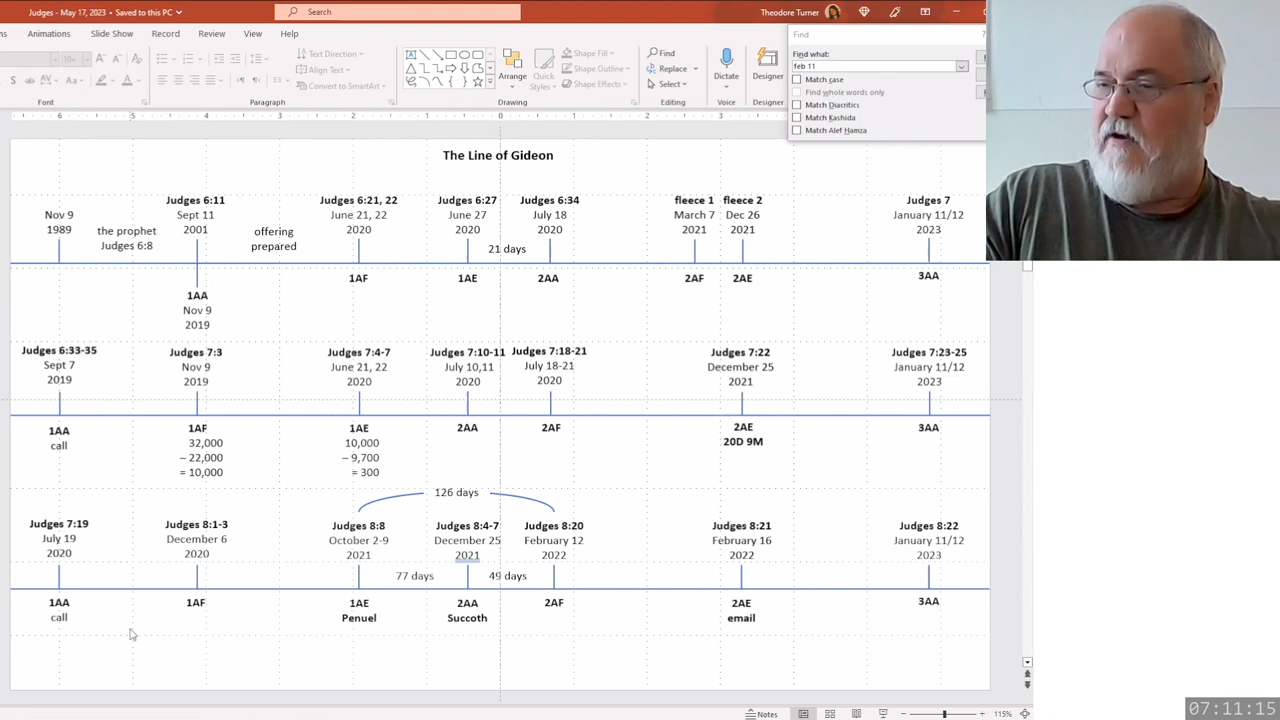 Judges - May 17, 2023 • Saved to this PC
Search
Theodore Turner
Animations Slide Show Record Review View Help
Text Direction
Align Text
Convert to SmartArt
Arrange
Quick Styles
Shape Fill
Shape Outline
Shape Effects
Find
Replace
Select
Dictate
Designer
Font Paragraph Drawing Editing Voice Designer
Find
Find what:
feb 11
Match case
Find whole words only
Match Diacritics
Match Kashida
Match Alef Hamza
6 5 4 3 2 1 0 1 2 3
The Line of Gideon
Nov 9
1989
the prophet
Judges 6:8
Judges 6:11
Sept 11
2001
offering
prepared
Judges 6:21, 22
June 21, 22
2020
Judges 6:27
June 27
2020
21 days
Judges 6:34
July 18
2020
fleece 1
March 7
2021
fleece 2
Dec 26
2021
Judges 7
January 11/12
2023
1AA
Nov 9
2019
1AF
1AE
2AA
2AF
2AE
3AA
Judges 6:33-35
Sept 7
2019
Judges 7:3
Nov 9
2019
Judges 7:4-7
June 21, 22
2020
Judges 7:10-11
July 10,11
2020
Judges 7:18-21
July 18-21
2020
Judges 7:22
December 25
2021
Judges 7:23-25
January 11/12
2023
1AA
call
1AF
32,000
– 22,000
= 10,000
1AE
10,000
– 9,700
= 300
2AA
2AF
2AE
20D 9M
3AA
126 days
Judges 7:19
July 19
2020
Judges 8:1-3
December 6
2020
Judges 8:8
October 2-9
2021
77 days
Judges 8:4-7
December 25
2021
49 days
Judges 8:20
February 12
2022
Judges 8:21
February 16
2022
Judges 8:22
January 11/12
2023
1AA
call
1AF
1AE
Penuel
2AA
Succoth
2AF
2AE
email
3AA
Notes
115%
07:11:15